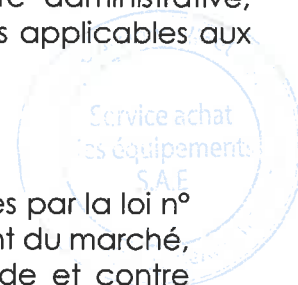 administrative,
s applicables aux
Service achat
des équipements
S.A.E
es par la loi n°
nt du marché,
de et contre